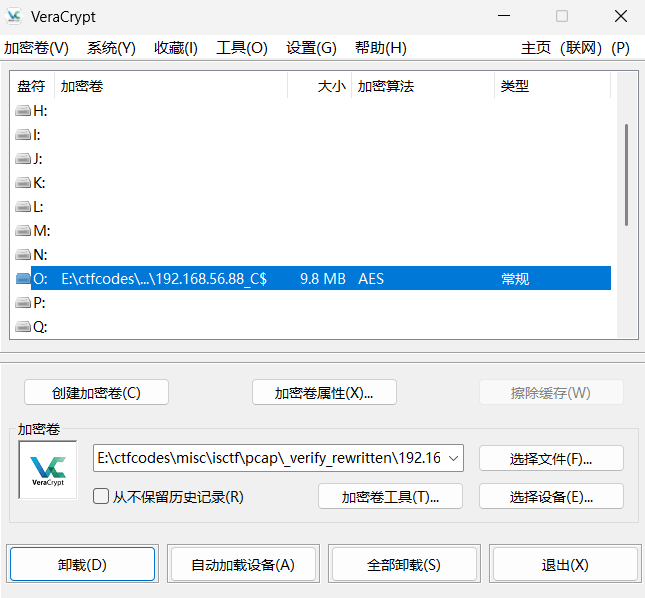 VeraCrypt
加密卷(V) 系统(Y) 收藏(I) 工具(O) 设置(G) 帮助(H) 主页（联网）(P)
盘符 加密卷 大小 加密算法 类型
H:
I:
J:
K:
L:
M:
N:
O: E:\ctfcodes\...\192.168.56.88_C$ 9.8 MB AES 常规
P:
Q:
创建加密卷(C) 加密卷属性(X)... 擦除缓存(W)
加密卷
VeraCrypt E:\ctfcodes\misc\isctf\pcap\_verify_rewritten\192.16 选择文件(F)...
从不保留历史记录(R) 加密卷工具(T)... 选择设备(E)...
卸载(D) 自动加载设备(A) 全部卸载(S) 退出(X)